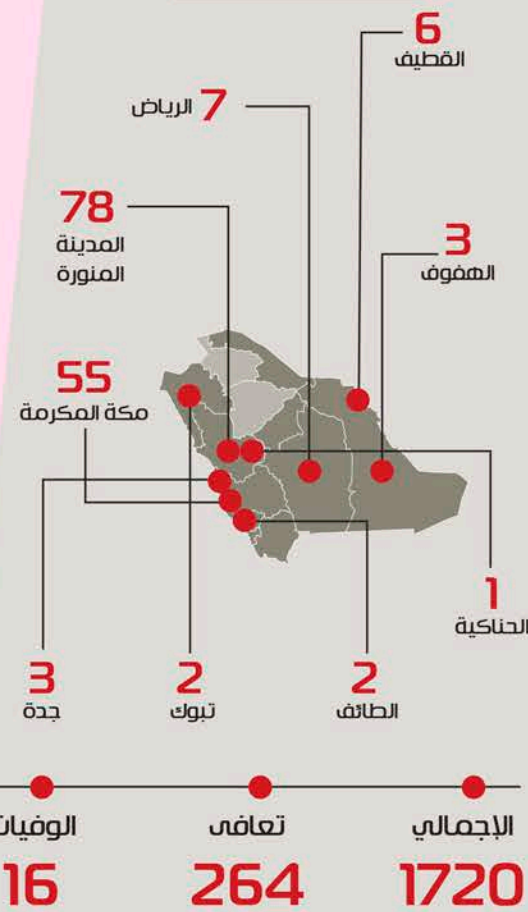 6
القطيف
7 الرياض
78
المدينة
المنورة
3
الهفوف
55
مكة المكرمة
1
الحناكية
2
الطائف
2
تبوك
3
جدة
الإجمالي
1720
تعافى
264
الوفيات
16